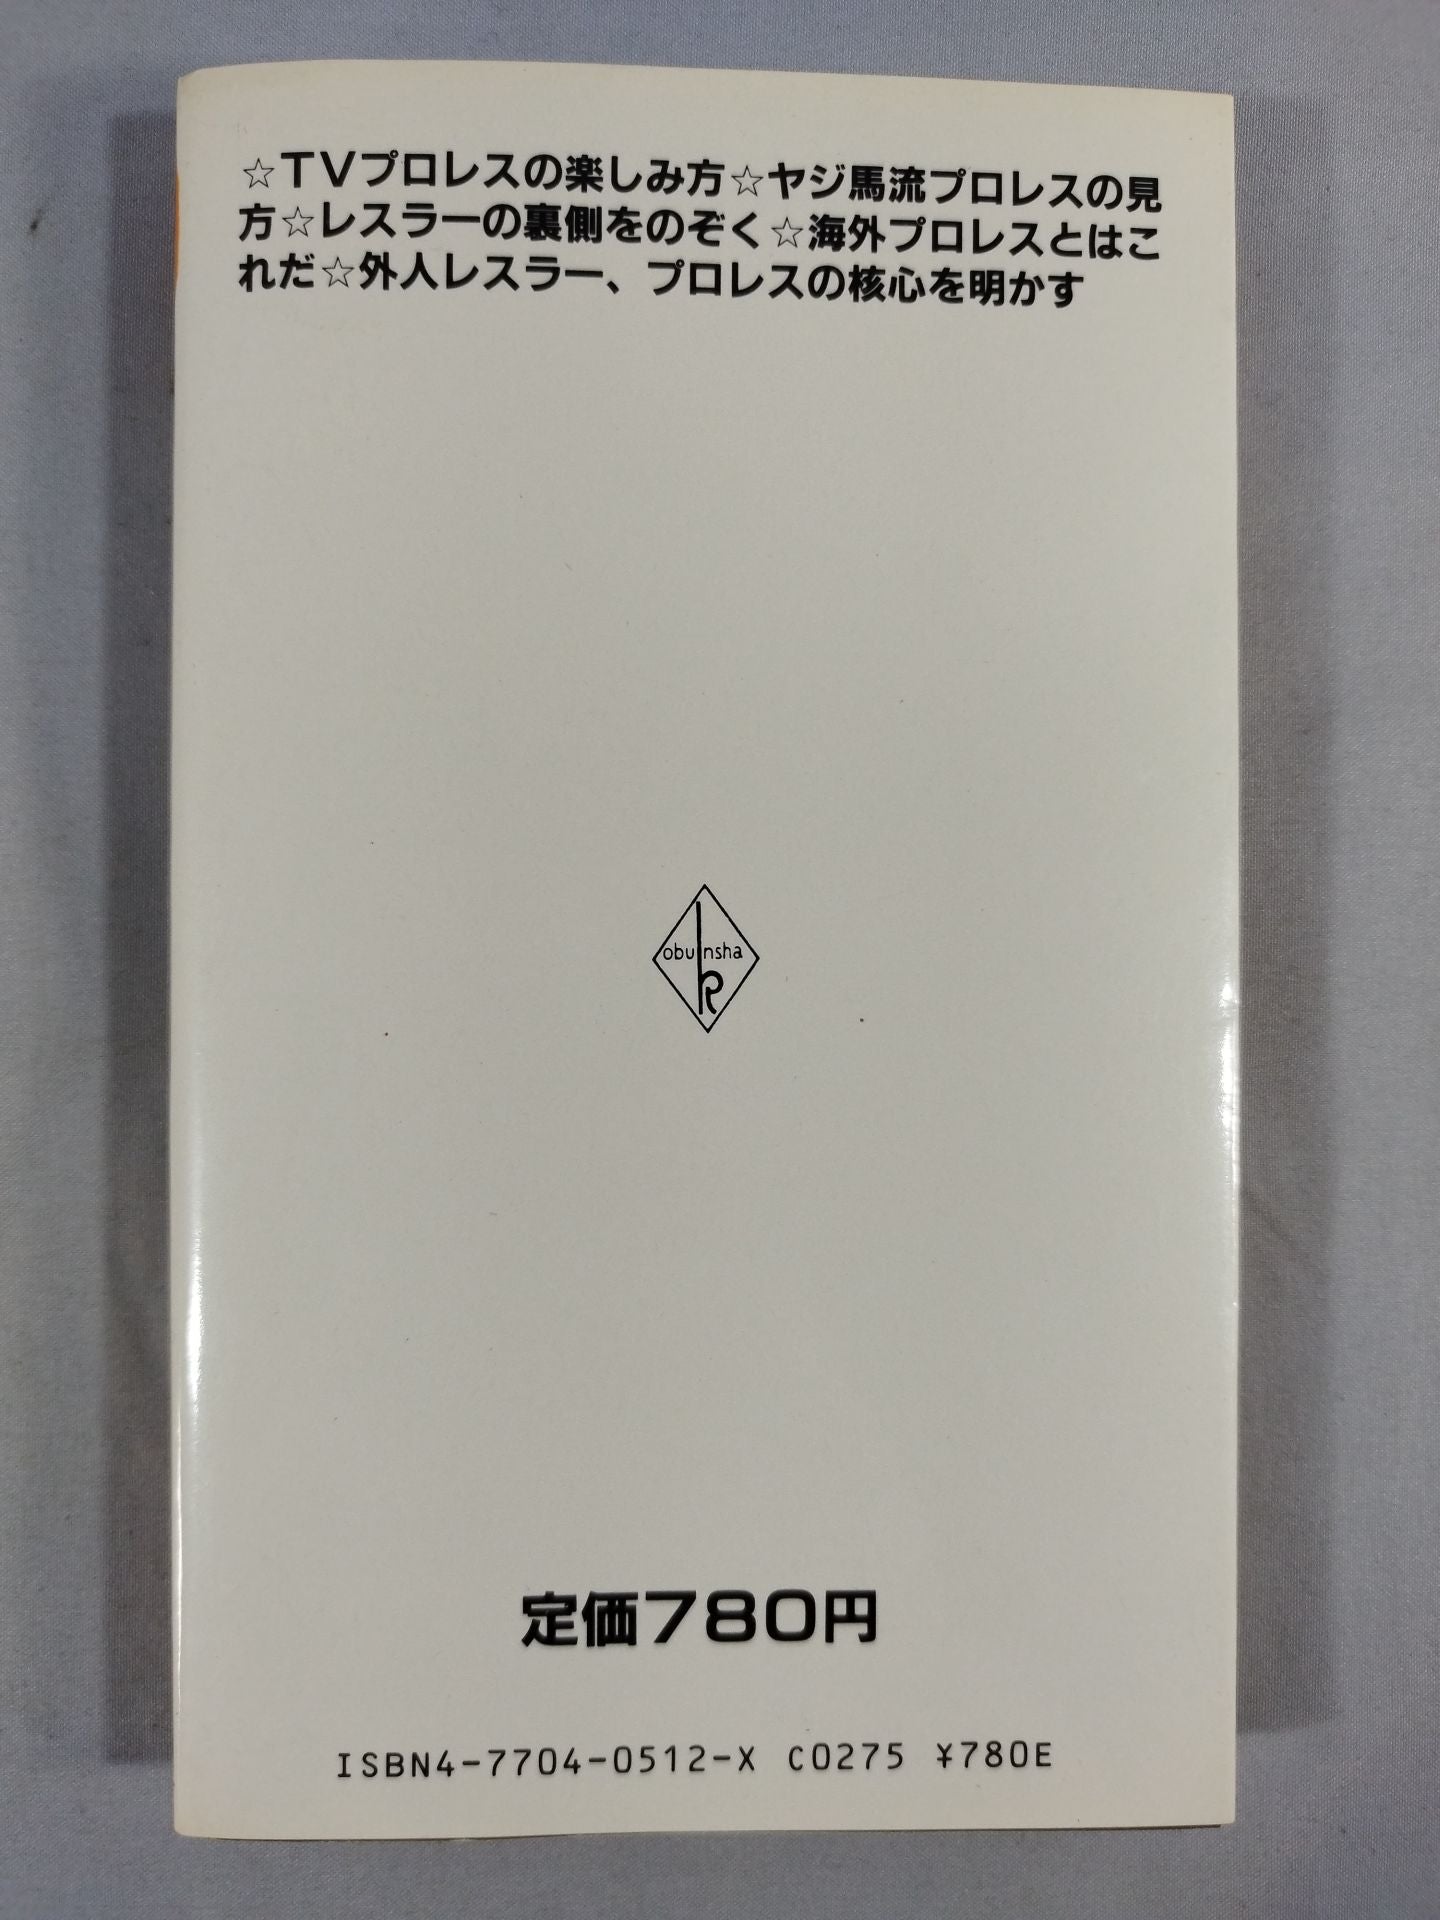 ☆TVプロレスの楽しみ方☆ヤジ馬流プロレスの見
方☆レスラーの裏側をのぞく☆海外プロレスとはこ
れだ☆外人レスラー、プロレスの核心を明かす
obunsha
k
定価780円
ISBN4-7704-0512-X C0275 ¥780E